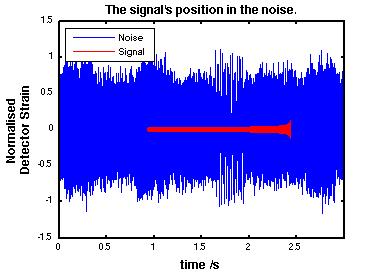 The signal's position in the noise.
1.5
Noise
Signal
1
0.5
0
-0.5
-1
-1.5
Normalised
Detector Strain
0 0.5 1 1.5 2 2.5
time /s